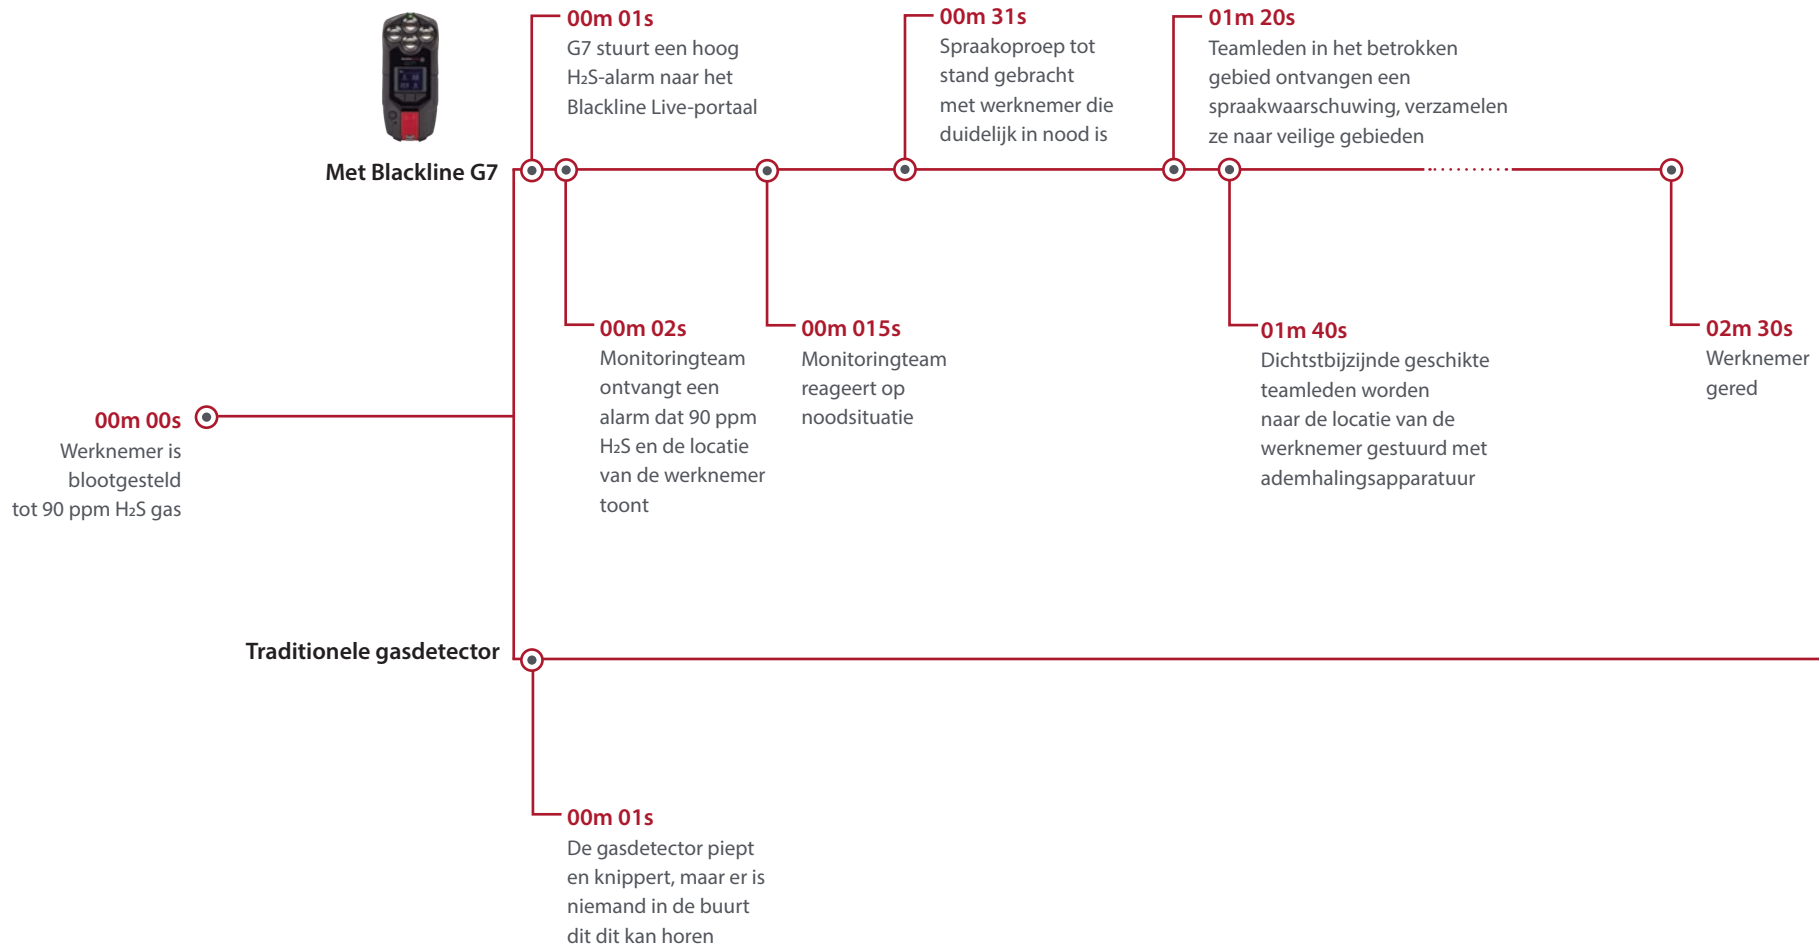 00m 01s
G7 stuurt een hoog
H₂S-alarm naar het
Blackline Live-portaal
00m 31s
Spraakoproep tot
stand gebracht
met werknemer die
duidelijk in nood is
01m 20s
Teamleden in het betrokken
gebied ontvangen een
spraakwaarschuwing, verzamelen
ze naar veilige gebieden
Met Blackline G7
00m 02s
Monitoringteam
ontvangt een
alarm dat 90 ppm
H₂S en de locatie
van de werknemer
toont
00m 015s
Monitoringteam
reageert op
noodsituatie
01m 40s
Dichtstbijzijnde geschikte
teamleden worden
naar de locatie van de
werknemer gestuurd met
ademhalingsapparatuur
02m 30s
Werknemer
gered
00m 00s
Werknemer is
blootgesteld
tot 90 ppm H₂S gas
Traditionele gasdetector
00m 01s
De gasdetector piept
en knippert, maar er is
niemand in de buurt
dit dit kan horen